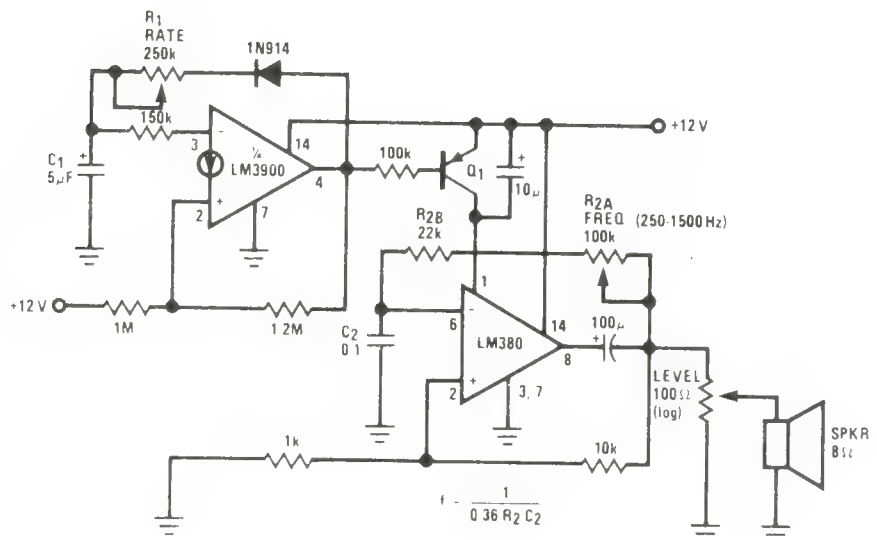 R1
RATE
250k
1N914
150k
3
-
¼
LM3900
14
4
+
2
7
C1
5µF
+
100k
Q1
+
10µ
+12 V
R2B
22k
R2A
FREQ (250-1500 Hz)
100k
+12 V
1M
1 2M
C2
0 1
1
-
6
LM380
14
8
+
2
3, 7
100µ
+
LEVEL
100Ω
(log)
SPKR
8Ω
1k
10k
f - 1
0 36 R2 C2